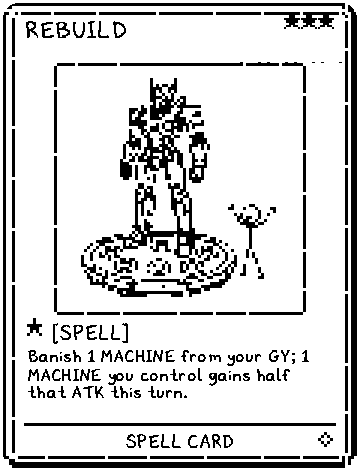 REBUILD
[SPELL]
Banish 1 MACHINE from your GY; 1
MACHINE you control gains half
that ATK this turn.
SPELL CARD